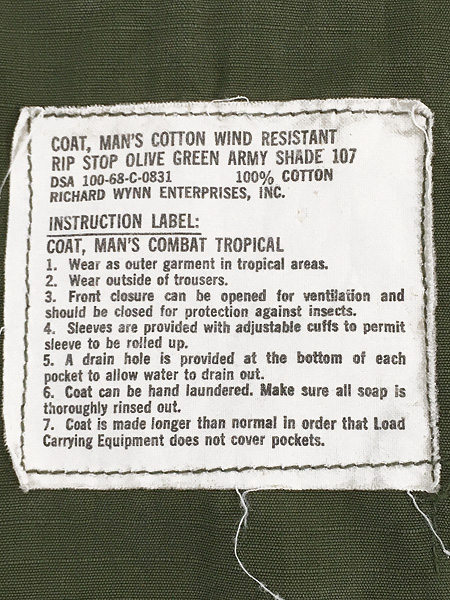 COAT, MAN'S COTTON WIND RESISTANT
RIP STOP OLIVE GREEN ARMY SHADE 107
DSA 100-68-C-0831 100% COTTON
RICHARD WYNN ENTERPRISES, INC.
INSTRUCTION LABEL:
COAT, MAN'S COMBAT TROPICAL
1. Wear as outer garment in tropical areas.
2. Wear outside of trousers.
3. Front closure can be opened for ventilation and
should be closed for protection against insects.
4. Sleeves are provided with adjustable cuffs to permit
sleeve to be rolled up.
5. A drain hole is provided at the bottom of each
pocket to allow water to drain out.
6. Coat can be hand laundered. Make sure all soap is
thoroughly rinsed out.
7. Coat is made longer than normal in order that Load
Carrying Equipment does not cover pockets.